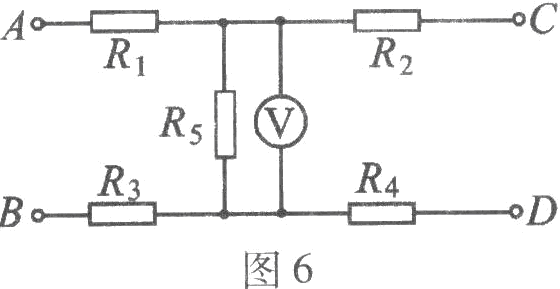 A R₁ R₂ C
R₅ V
B R₃ R₄ D
图 6